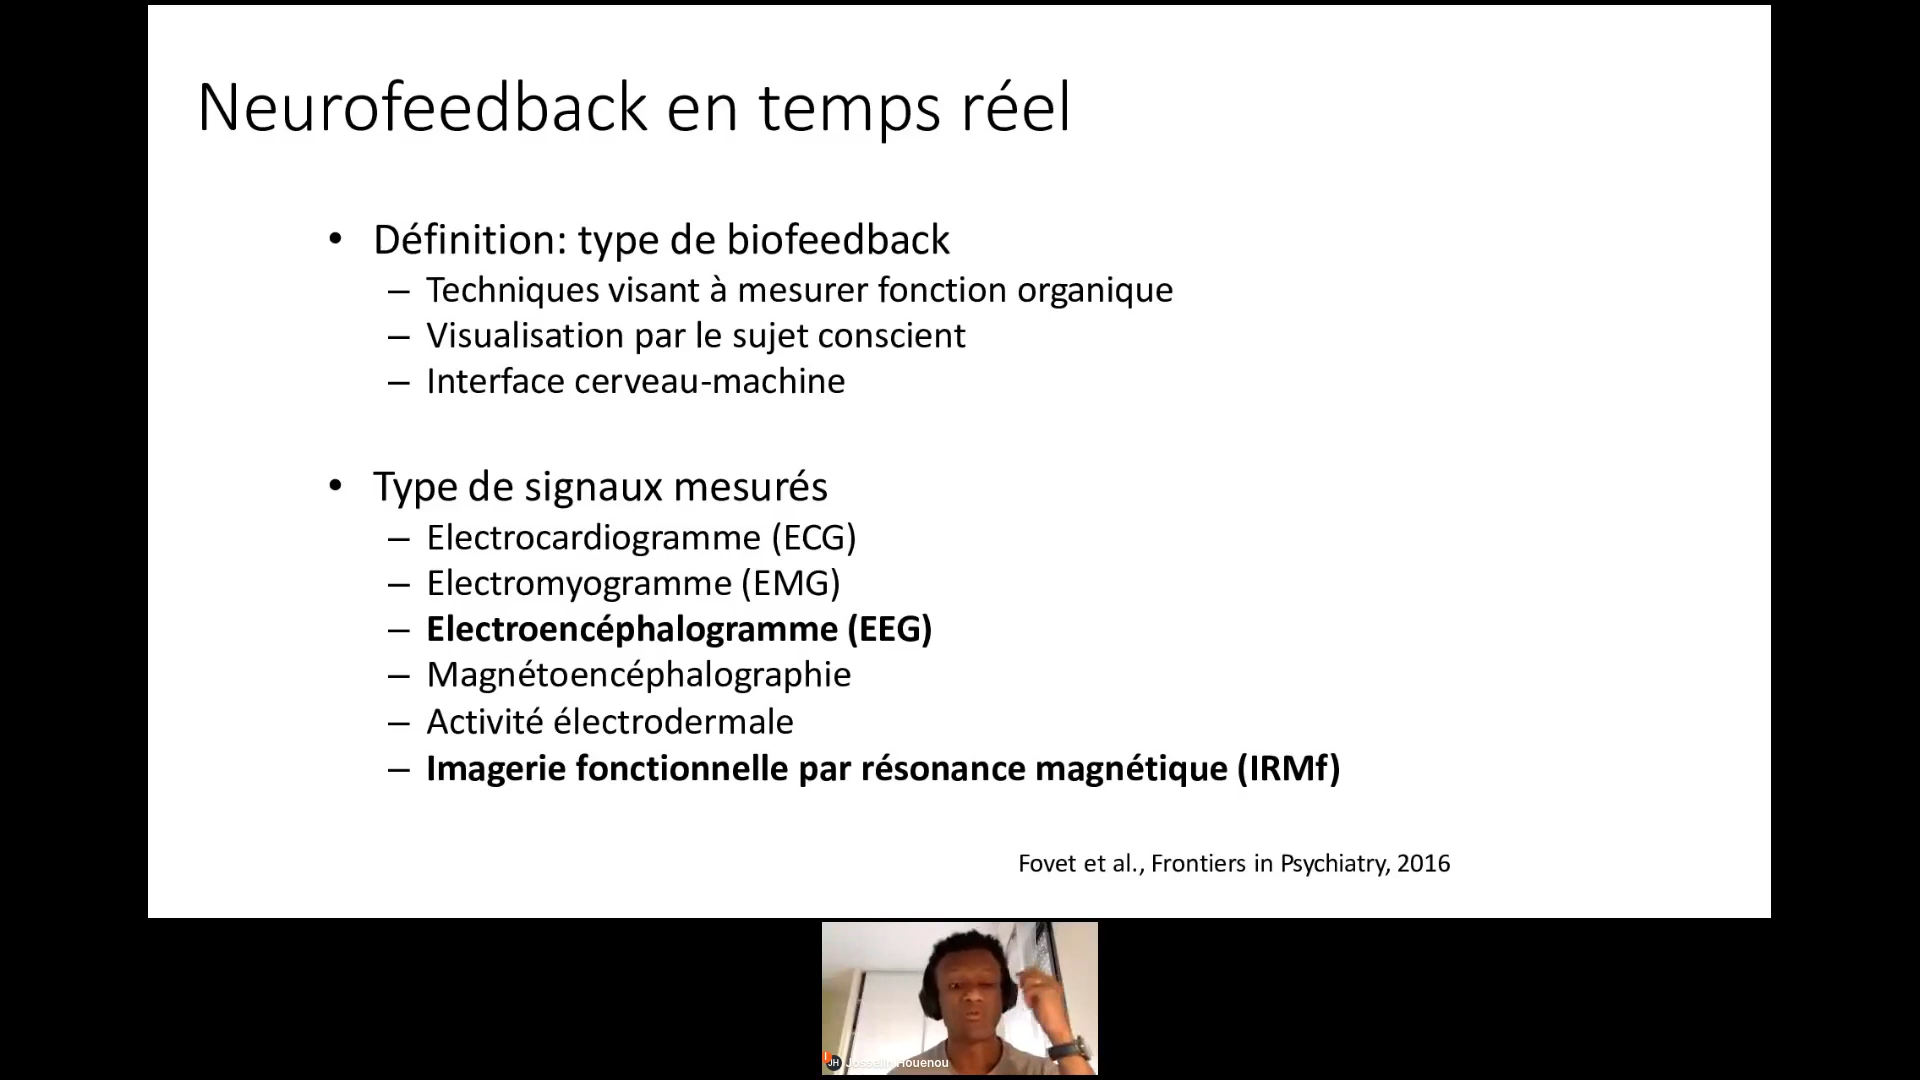 Neurofeedback en temps réel
• Définition: type de biofeedback
– Techniques visant à mesurer fonction organique
– Visualisation par le sujet conscient
– Interface cerveau-machine
• Type de signaux mesurés
– Electrocardiogramme (ECG)
– Electromyogramme (EMG)
– Electroencéphalogramme (EEG)
– Magnétoencéphalographie
– Activité électrodermale
– Imagerie fonctionnelle par résonance magnétique (IRMf)
Fovet et al., Frontiers in Psychiatry, 2016
JH Josselin Houenou